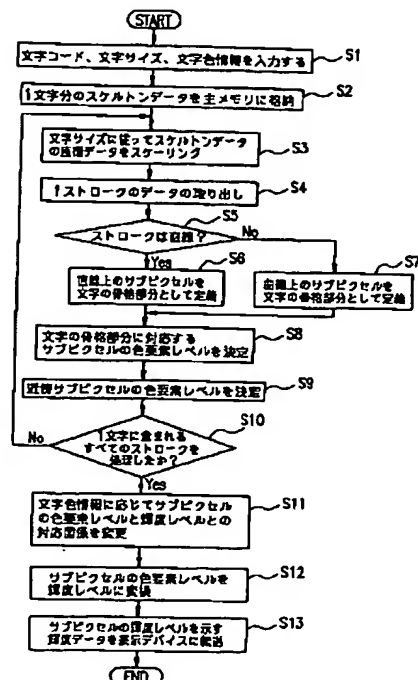 START
文字コード、文字サイズ、文字色情報を入力する
S1
1文字分のスケルトンデータを主メモリに格納
S2
文字サイズに従ってスケルトンデータ
の座標データをスケーリング
S3
1ストロークのデータの取り出し
S4
ストロークは直線?
S5
No
Yes
S6
直線上のサブピクセルを
文字の骨格部分として定義
S7
曲線上のサブピクセルを
文字の骨格部分として定義
文字の骨格部分に対応する
サブピクセルの色要素レベルを決定
S8
近傍サブピクセルの色要素レベルを決定
S9
1文字に含まれる
すべてのストロークを
処理したか?
S10
No
Yes
文字色情報に応じてサブピクセル
の色要素レベルと輝度レベルとの
対応関係を変更
S11
サブピクセルの色要素レベルを
輝度レベルに変換
S12
サブピクセルの輝度レベルを示す
輝度データを表示デバイスに転送
S13
END